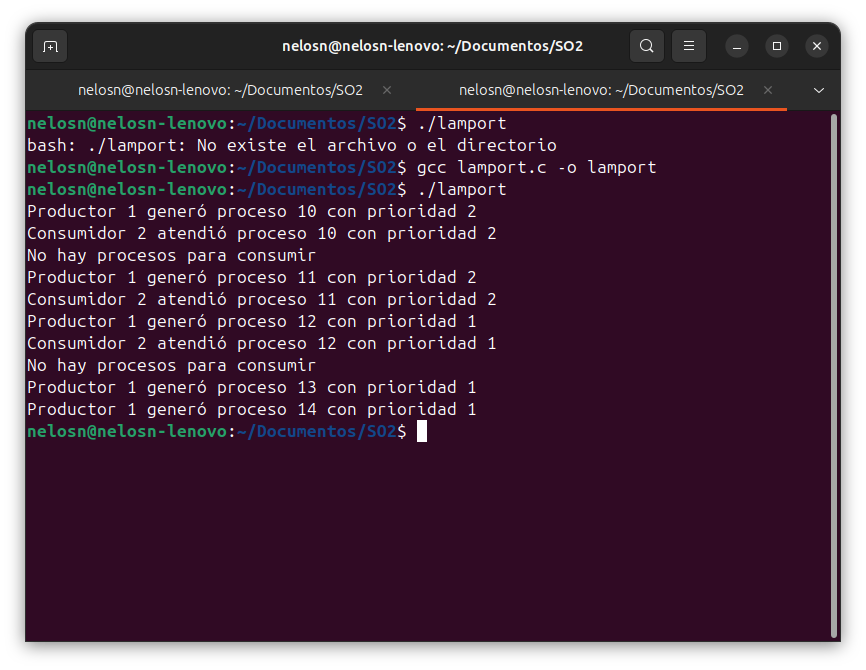 nelosn@nelosn-lenovo: ~/Documentos/SO2
nelosn@nelosn-lenovo: ~/Documentos/SO2
nelosn@nelosn-lenovo: ~/Documentos/SO2
nelosn@nelosn-lenovo:~/Documentos/SO2$ ./lamport
bash: ./lamport: No existe el archivo o el directorio
nelosn@nelosn-lenovo:~/Documentos/SO2$ gcc lamport.c -o lamport
nelosn@nelosn-lenovo:~/Documentos/SO2$ ./lamport
Productor 1 generó proceso 10 con prioridad 2
Consumidor 2 atendió proceso 10 con prioridad 2
No hay procesos para consumir
Productor 1 generó proceso 11 con prioridad 2
Consumidor 2 atendió proceso 11 con prioridad 2
Productor 1 generó proceso 12 con prioridad 1
Consumidor 2 atendió proceso 12 con prioridad 1
No hay procesos para consumir
Productor 1 generó proceso 13 con prioridad 1
Productor 1 generó proceso 14 con prioridad 1
nelosn@nelosn-lenovo:~/Documentos/SO2$